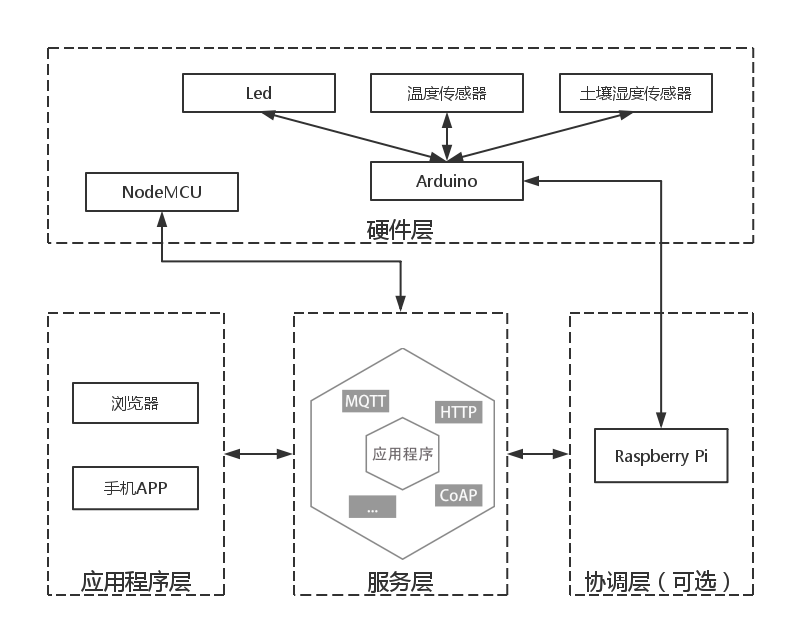 Led
温度传感器
土壤湿度传感器
Arduino
NodeMCU
硬件层
浏览器
手机APP
应用程序层
MQTT
HTTP
应用程序
CoAP
...
服务层
Raspberry Pi
协调层（可选）